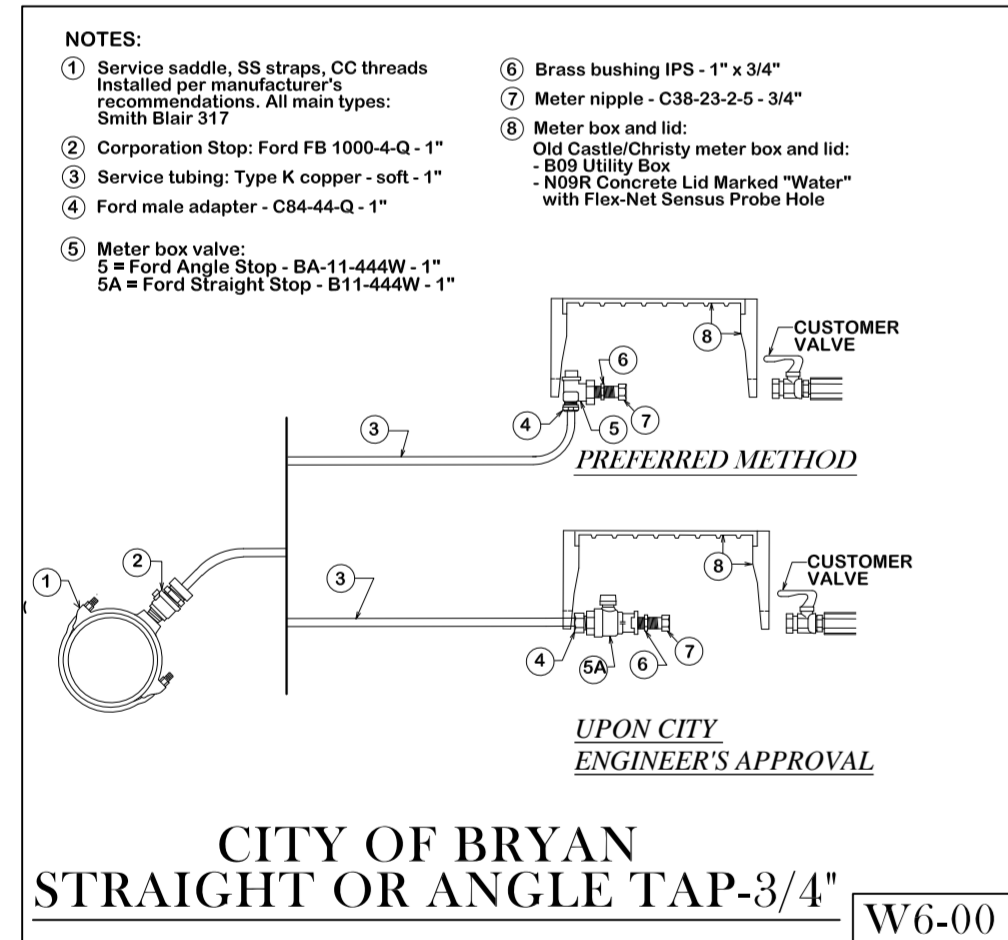 NOTES:
1 Service saddle, SS straps, CC threads
Installed per manufacturer's
recommendations. All main types:
Smith Blair 317
2 Corporation Stop: Ford FB 1000-4-Q - 1"
3 Service tubing: Type K copper - soft - 1"
4 Ford male adapter - C84-44-Q - 1"
5 Meter box valve:
5 = Ford Angle Stop - BA-11-444W - 1"
5A = Ford Straight Stop - B11-444W - 1"
6 Brass bushing IPS - 1" x 3/4"
7 Meter nipple - C38-23-2-5 - 3/4"
8 Meter box and lid:
Old Castle/Christy meter box and lid:
- B09 Utility Box
- N09R Concrete Lid Marked "Water"
with Flex-Net Sensus Probe Hole
8
CUSTOMER
VALVE
6
4
5
7
3
PREFERRED METHOD
2
1
3
8
CUSTOMER
VALVE
4
5A
6
7
UPON CITY
ENGINEER'S APPROVAL
CITY OF BRYAN
STRAIGHT OR ANGLE TAP-3/4"
W6-00